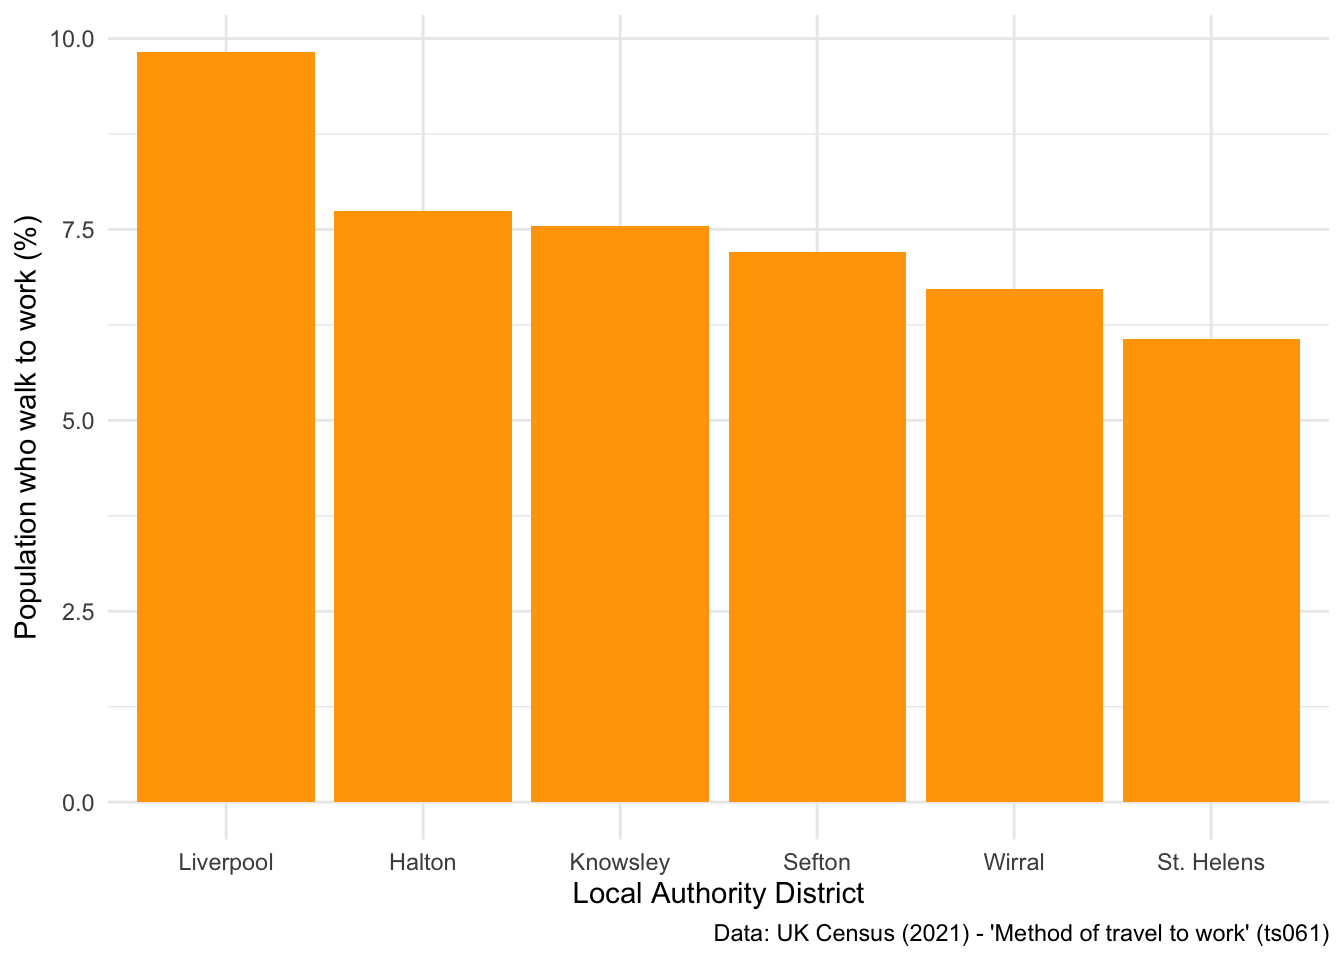 Population who walk to work (%)
10.0
7.5
5.0
2.5
0.0
Liverpool Halton Knowsley Sefton Wirral St. Helens
Local Authority District
Data: UK Census (2021) - 'Method of travel to work' (ts061)